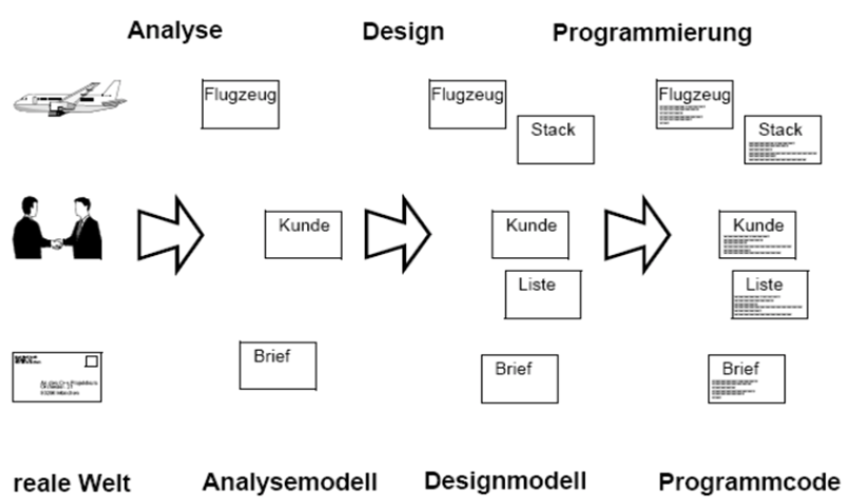 Analyse
Design
Programmierung
Flugzeug
Flugzeug
Flugzeug
Stack
Stack
Kunde
Kunde
Kunde
Liste
Liste
Brief
Brief
Brief
reale Welt
Analysemodell
Designmodell
Programmcode